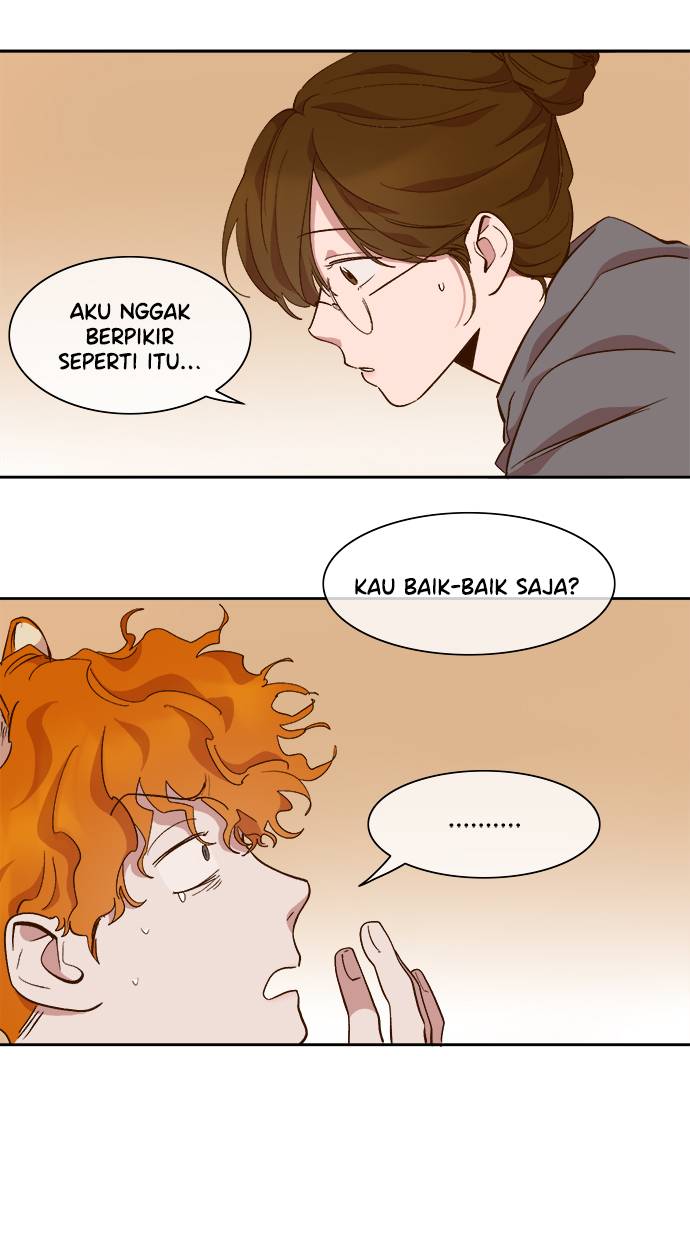 AKU NGGAK
BERPIKIR
SEPERTI ITU...
KAU BAIK-BAIK SAJA?
..........